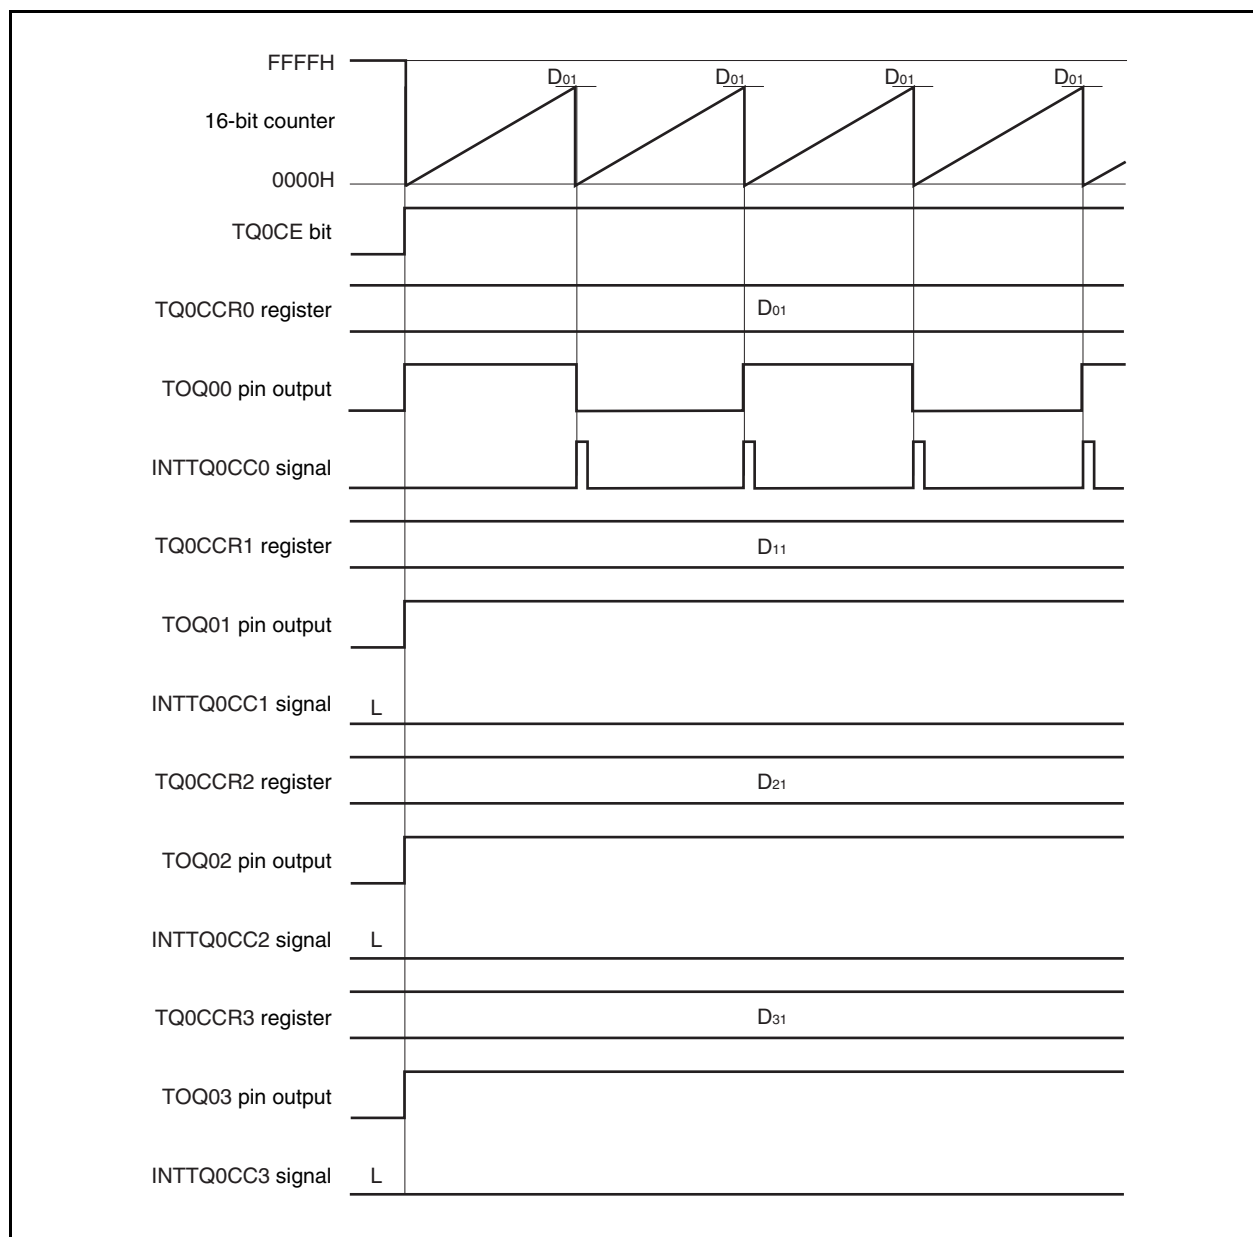 FFFFH
D01 D01 D01 D01
16-bit counter
0000H
TQ0CE bit
TQ0CCR0 register D01
TOQ00 pin output
INTTQ0CC0 signal
TQ0CCR1 register D11
TOQ01 pin output
INTTQ0CC1 signal L
TQ0CCR2 register D21
TOQ02 pin output
INTTQ0CC2 signal L
TQ0CCR3 register D31
TOQ03 pin output
INTTQ0CC3 signal L